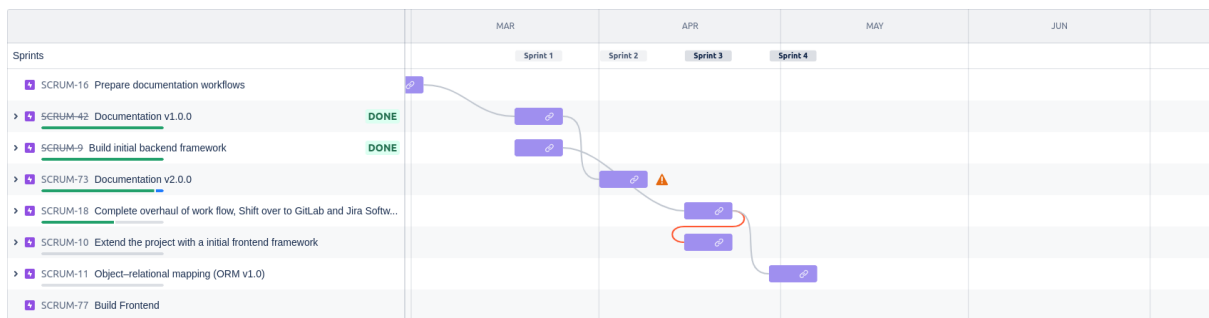 MAR APR MAY JUN
Sprints Sprint 1 Sprint 2 Sprint 3 Sprint 4
SCRUM-16 Prepare documentation workflows
SCRUM-42 Documentation v1.0.0 DONE
SCRUM-9 Build initial backend framework DONE
SCRUM-73 Documentation v2.0.0
SCRUM-18 Complete overhaul of work flow, Shift over to GitLab and Jira Softw...
SCRUM-10 Extend the project with a initial frontend framework
SCRUM-11 Object–relational mapping (ORM v1.0)
SCRUM-77 Build Frontend